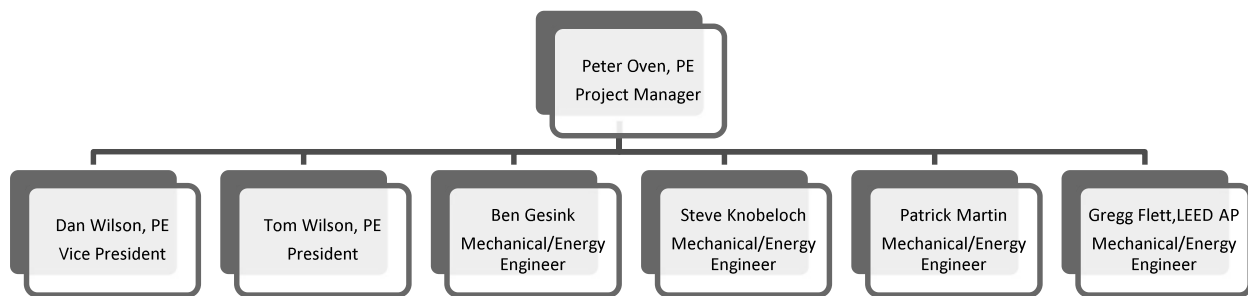 Peter Oven, PE
Project Manager
Dan Wilson, PE
Vice President
Tom Wilson, PE
President
Ben Gesink
Mechanical/Energy
Engineer
Steve Knobeloch
Mechanical/Energy
Engineer
Patrick Martin
Mechanical/Energy
Engineer
Gregg Flett,LEED AP
Mechanical/Energy
Engineer